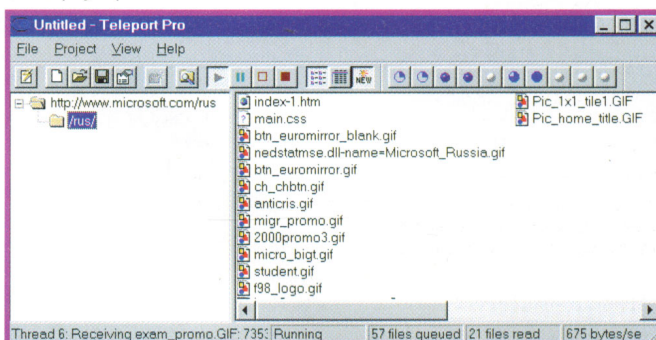 Untitled - Teleport Pro
File Project View Help
NEW
http://www.microsoft.com/rus
/rus/
index-1.htm
main.css
btn_euromirror_blank.gif
nedstatmse.dll-name=Microsoft_Russia.gif
btn_euromirror.gif
ch_chbtn.gif
anticris.gif
migr_promo.gif
2000promo3.gif
micro_bigt.gif
student.gif
f98_logo.gif
Pic_1x1_tile1.GIF
Pic_home_title.GIF
Thread 6: Receiving exam_promo.GIF: 735 Running 57 files queued 21 files read 675 bytes/se